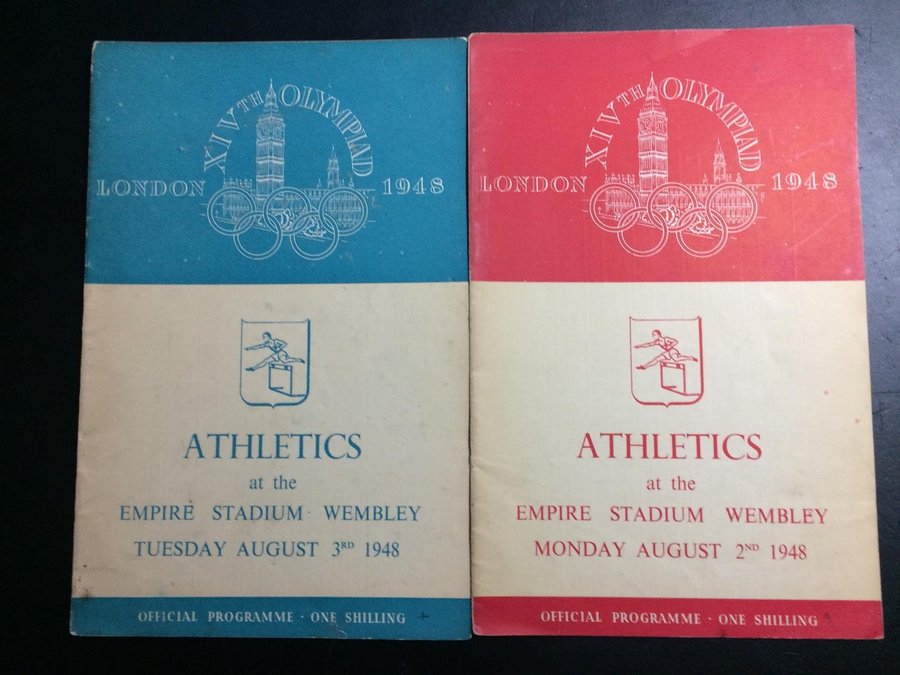 XIVTH OLYMPIAD
LONDON 1948
ATHLETICS
at the
EMPIRE STADIUM WEMBLEY
TUESDAY AUGUST 3RD 1948
OFFICIAL PROGRAMME · ONE SHILLING
XIVTH OLYMPIAD
LONDON 1948
ATHLETICS
at the
EMPIRE STADIUM WEMBLEY
MONDAY AUGUST 2ND 1948
OFFICIAL PROGRAMME · ONE SHILLING